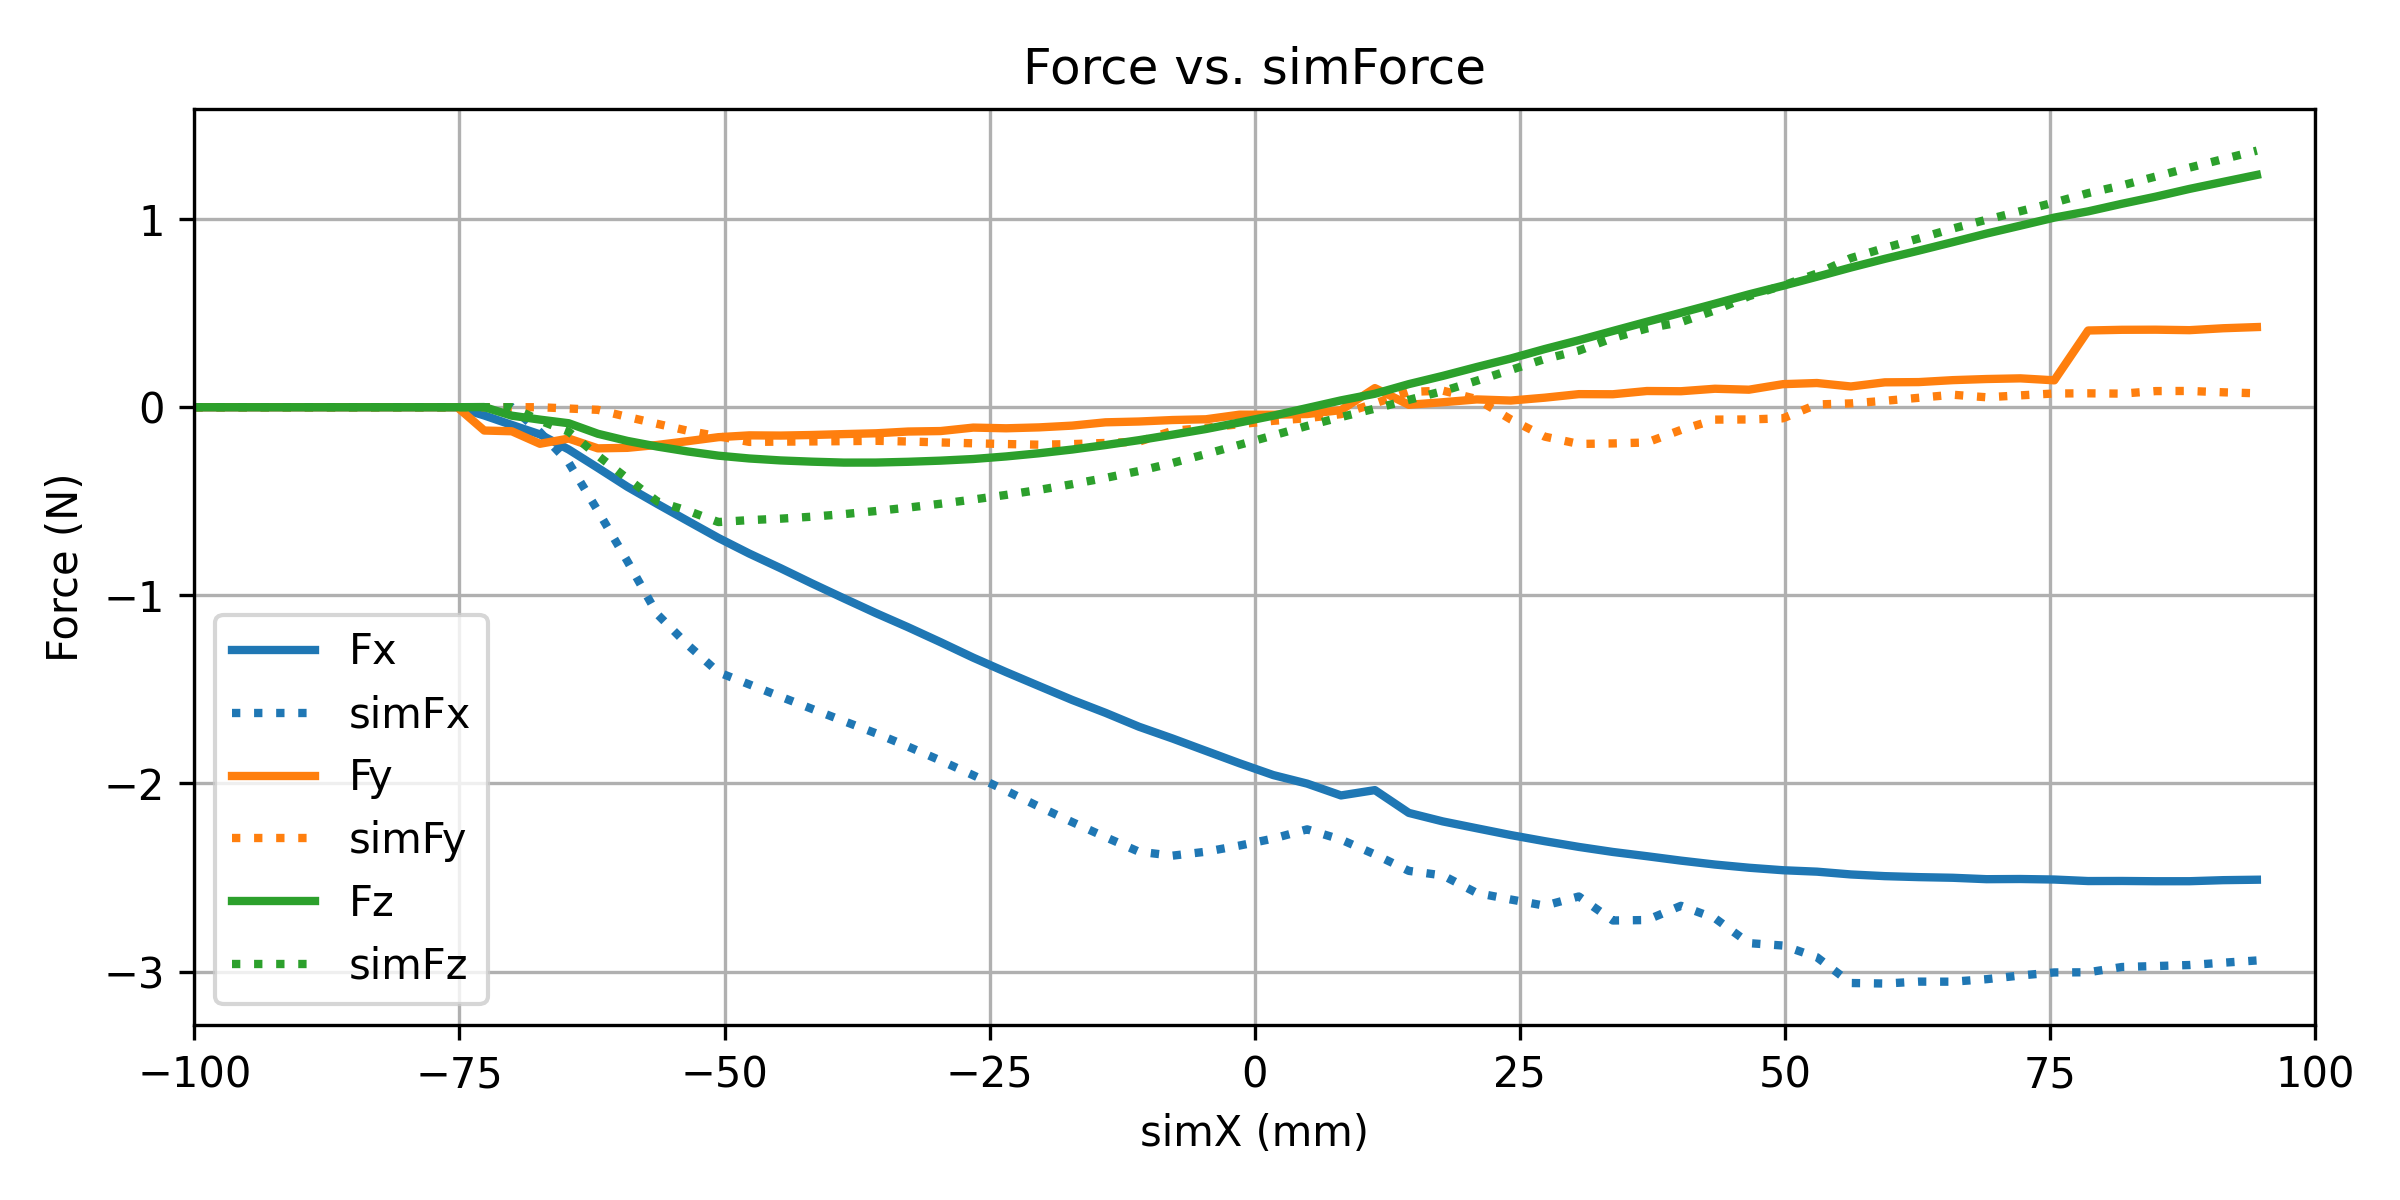 Force vs. simForce
1
0
−1
−2
−3
Force (N)
Fx
simFx
Fy
simFy
Fz
simFz
−100 −75 −50 −25 0 25 50 75 100
simX (mm)